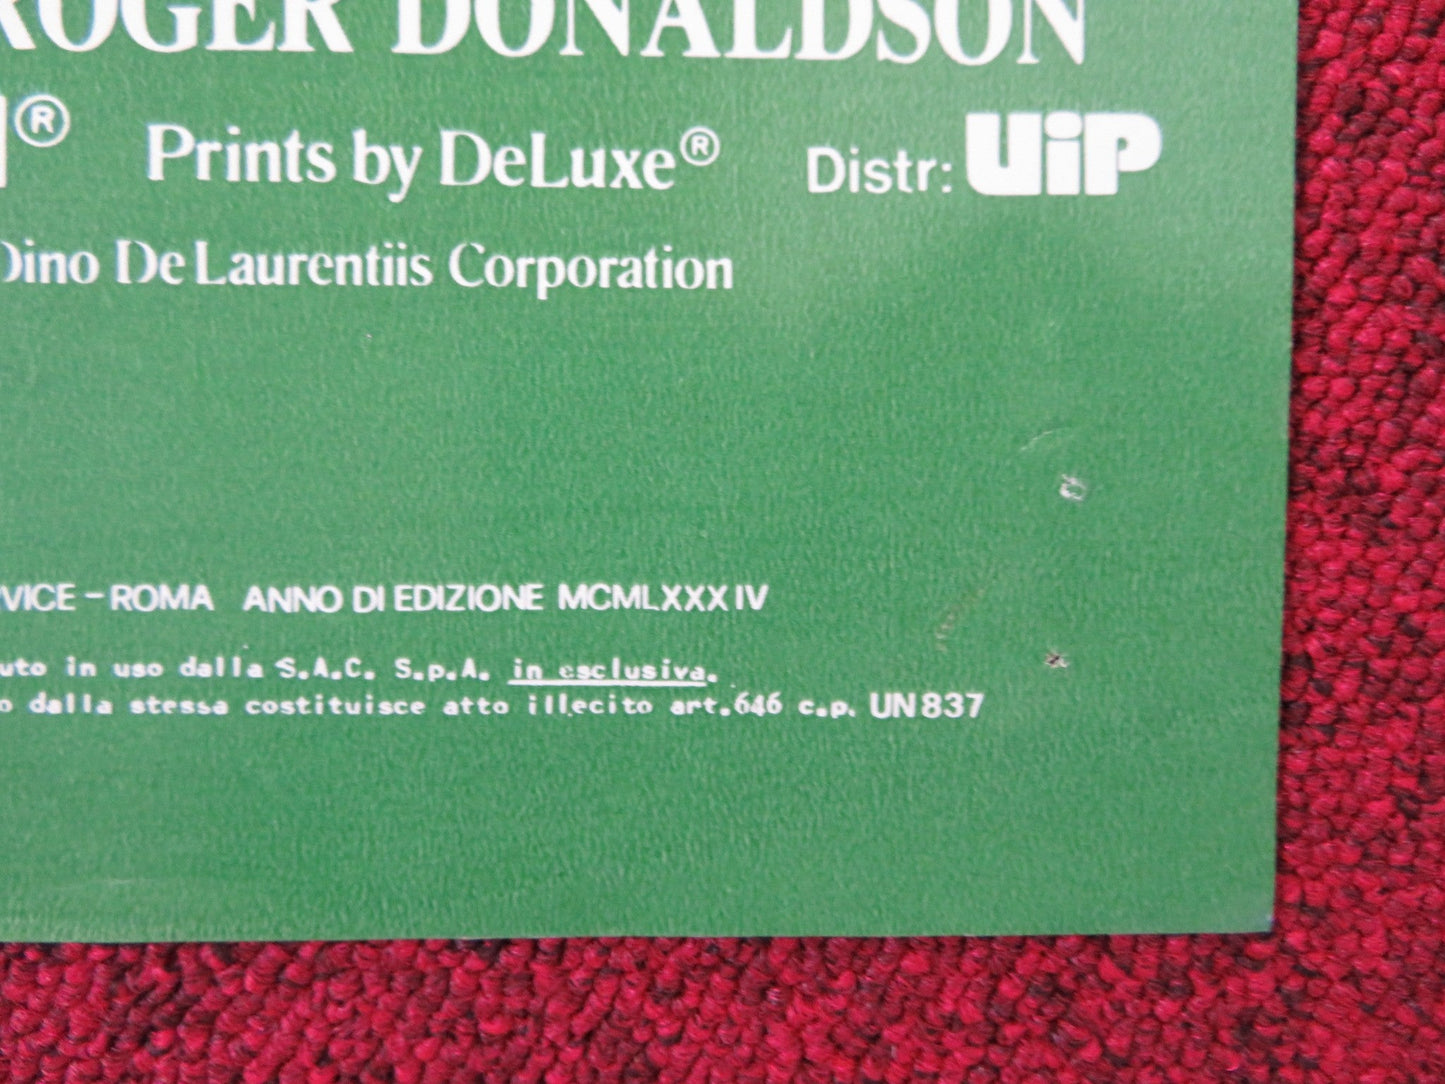 ROGER DONALDSON
® Prints by DeLuxe® Distr: UiP
Dino De Laurentiis Corporation
VICE - ROMA ANNO DI EDIZIONE MCMLXXXIV
uto in uso dalla S.A.C. S.p.A. in esclusiva.
o dalla stessa costituisce atto illecito art.646 c.p. UN837